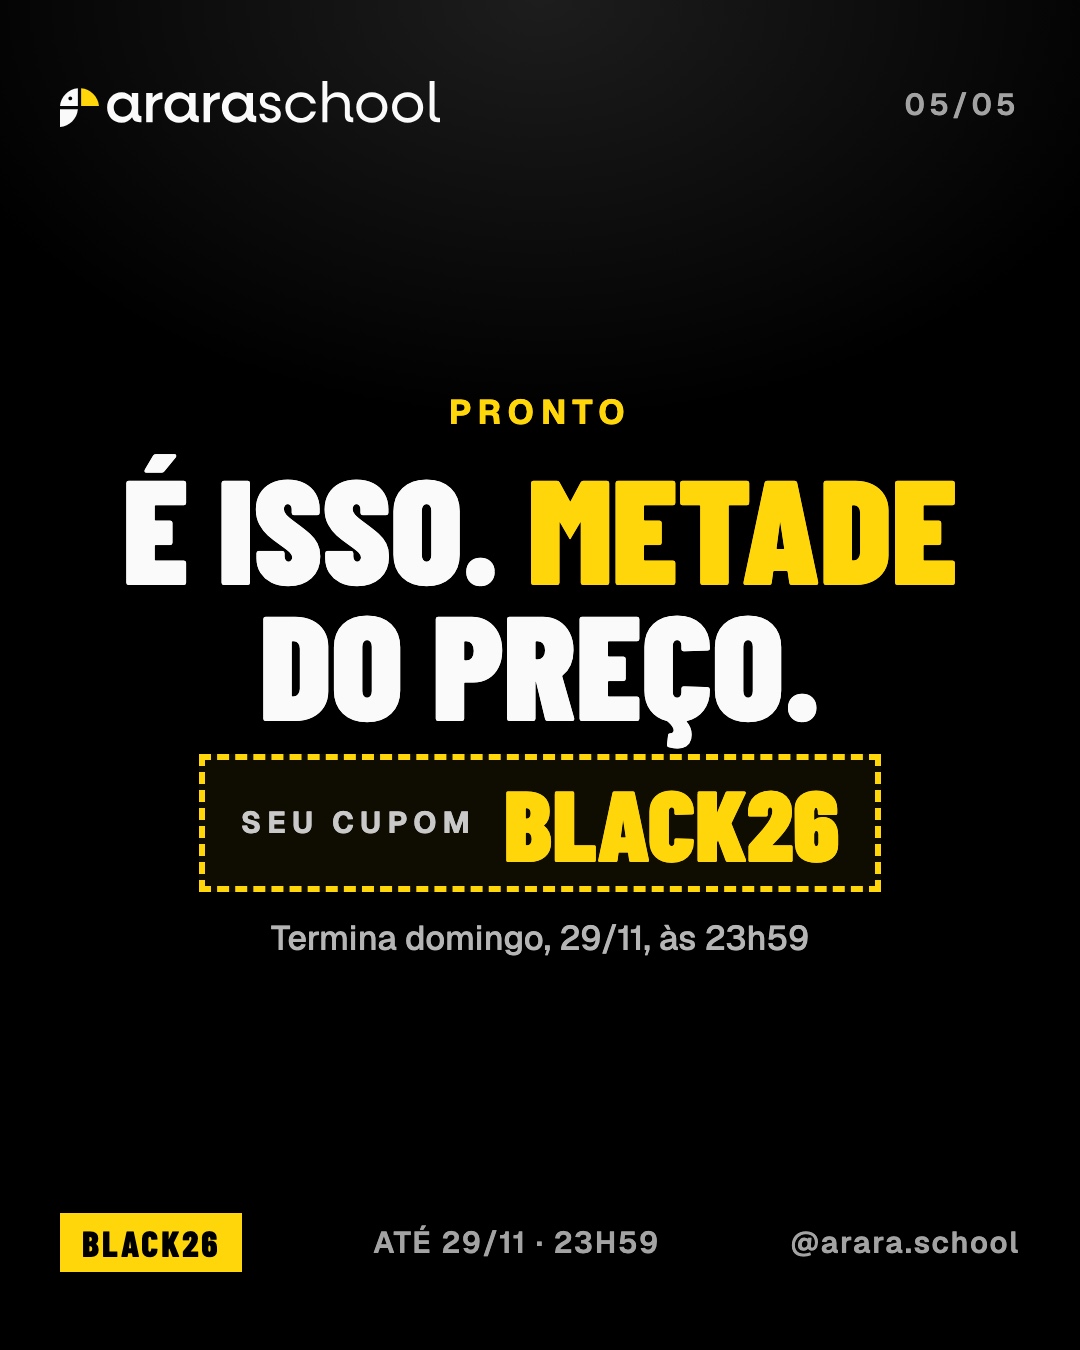 araraschool
05/05
PRONTO
É ISSO. METADE
DO PREÇO.
SEU CUPOM BLACK26
Termina domingo, 29/11, às 23h59
BLACK26
ATÉ 29/11 · 23H59
@arara.school